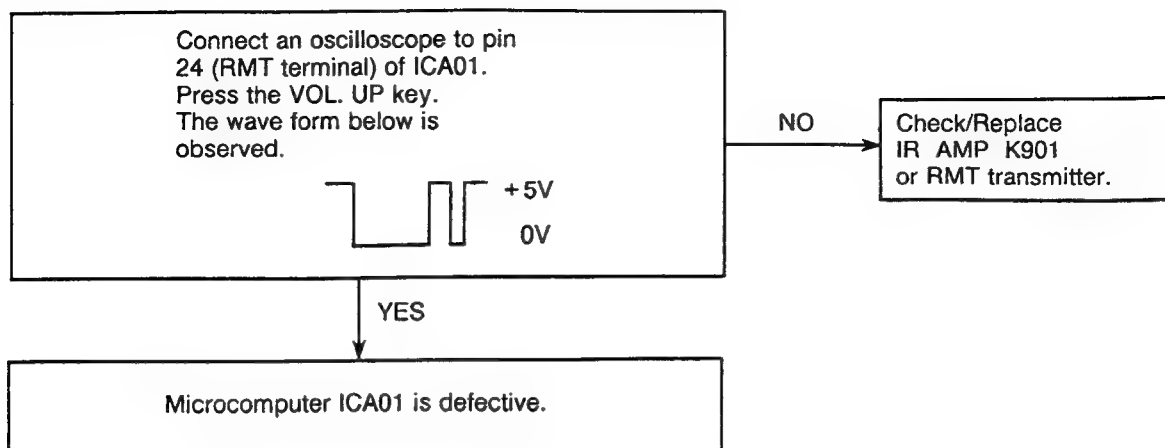 Connect an oscilloscope to pin
24 (RMT terminal) of ICA01.
Press the VOL. UP key.
The wave form below is
observed.
+5V
0V
NO
Check/Replace
IR AMP K901
or RMT transmitter.
YES
Microcomputer ICA01 is defective.